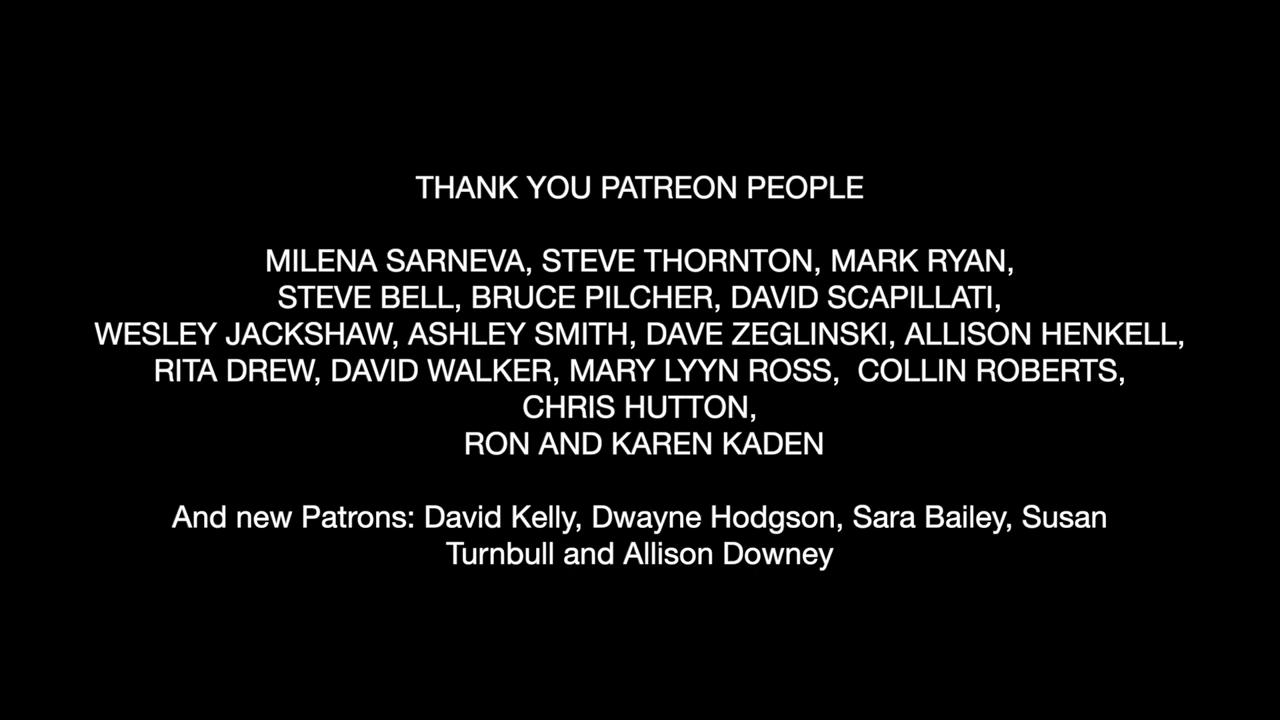 THANK YOU PATREON PEOPLE
MILENA SARNEVA, STEVE THORNTON, MARK RYAN,
STEVE BELL, BRUCE PILCHER, DAVID SCAPILLATI,
WESLEY JACKSHAW, ASHLEY SMITH, DAVE ZEGLINSKI, ALLISON HENKELL,
RITA DREW, DAVID WALKER, MARY LYYN ROSS,  COLLIN ROBERTS,
CHRIS HUTTON,
RON AND KAREN KADEN
And new Patrons: David Kelly, Dwayne Hodgson, Sara Bailey, Susan
Turnbull and Allison Downey